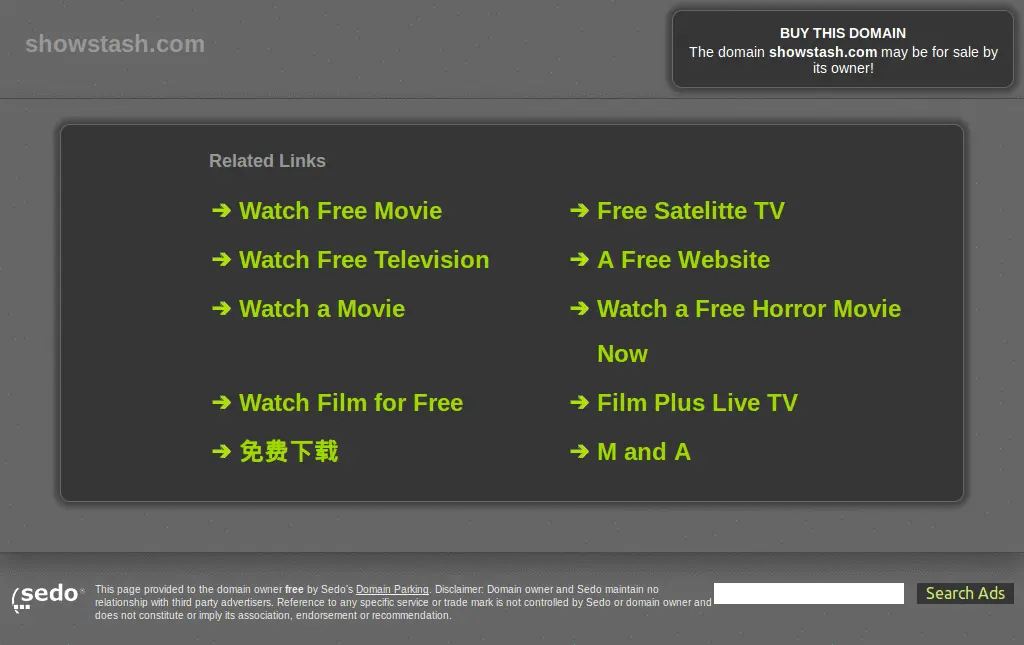 showstash.com
BUY THIS DOMAIN
The domain showstash.com may be for sale by
its owner!
Related Links
➔ Watch Free Movie
➔ Free Satelitte TV
➔ Watch Free Television
➔ A Free Website
➔ Watch a Movie
➔ Watch a Free Horror Movie
Now
➔ Watch Film for Free
➔ Film Plus Live TV
➔ 免费下载
➔ M and A
sedo
This page provided to the domain owner free by Sedo's Domain Parking. Disclaimer: Domain owner and Sedo maintain no
relationship with third party advertisers. Reference to any specific service or trade mark is not controlled by Sedo or domain owner and
does not constitute or imply its association, endorsement or recommendation.
Search Ads